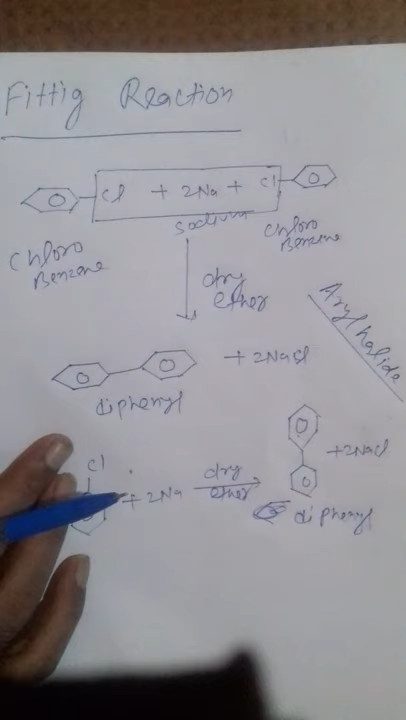 Fittig Reaction
Cl + 2Na + Cl
Sodium
Chloro
Benzene
Chloro
Benzene
dry
ether
Aryl halide
+ 2NaCl
diphenyl
Cl
+ 2Na
dry
ether
+2NaCl
diphenyl